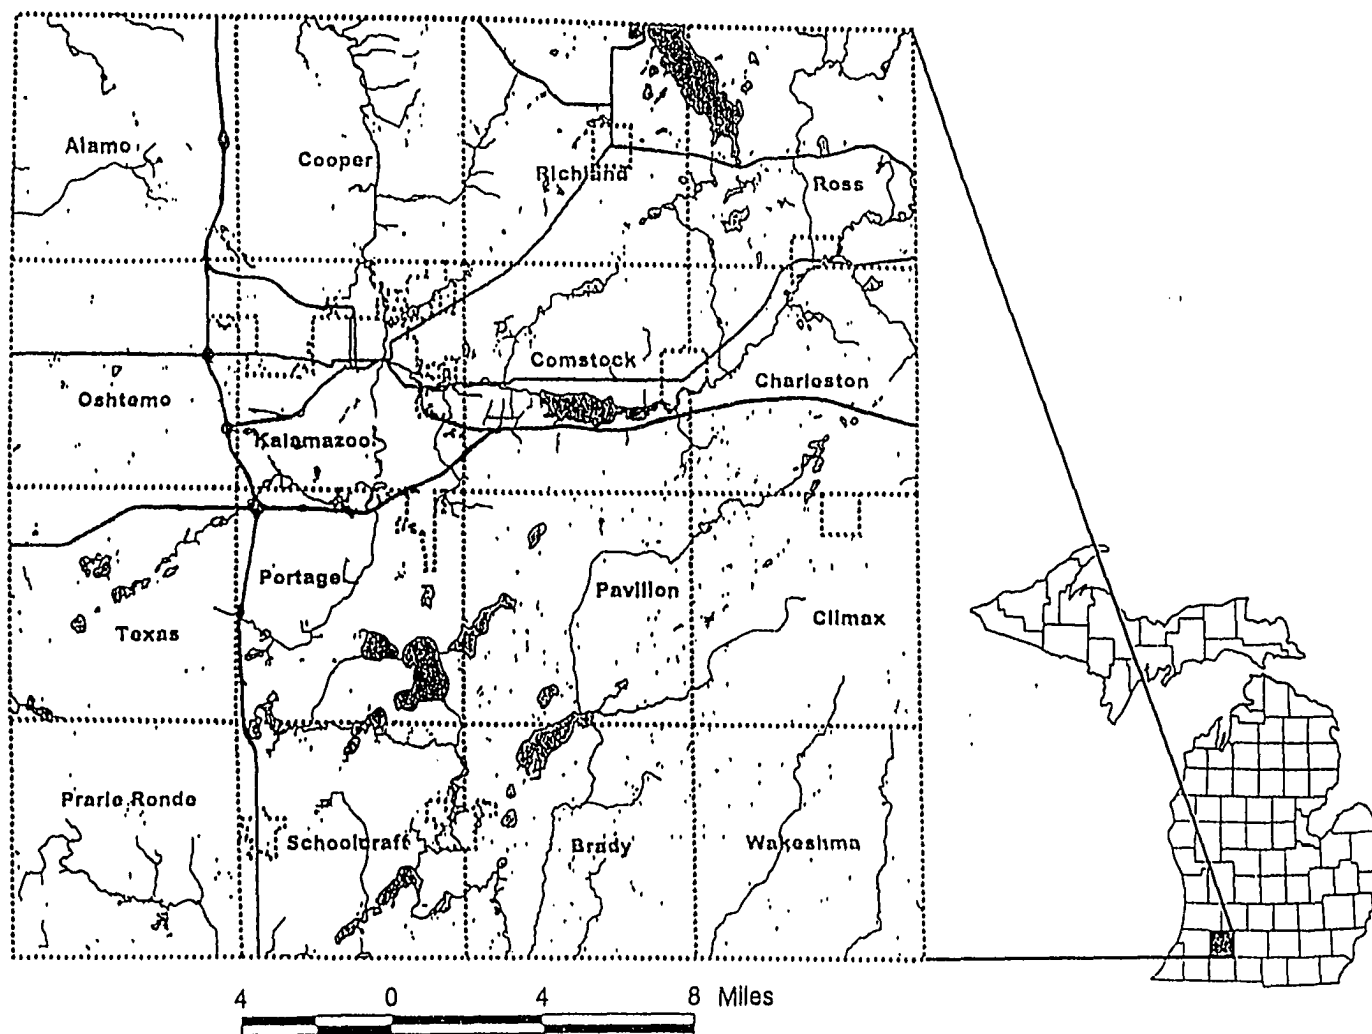 Alamo
Cooper
Richland
Ross
Comstock
Charleston
Oshtemo
Kalamazoo
Portage
Pavilion
Texas
Climax
Prarie Ronde
Schoolcraft
Brady
Wakeshma
4 0 4 8 Miles